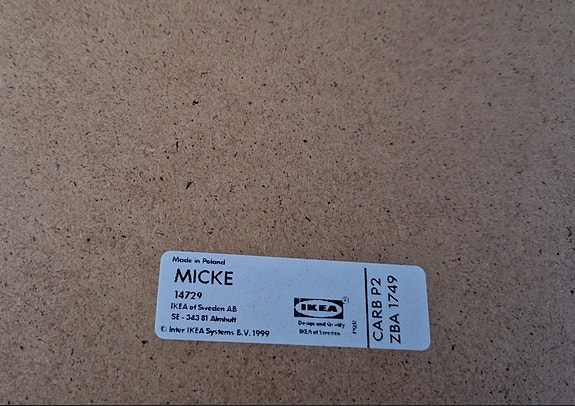 Made in Poland
MICKE
14729
IKEA of Sweden AB
SE - 343 81 Älmhult
© Inter IKEA Systems B.V. 1999
IKEA®
Design and Quality
IKEA of Sweden
PQR
CARB P2
ZBA 1749